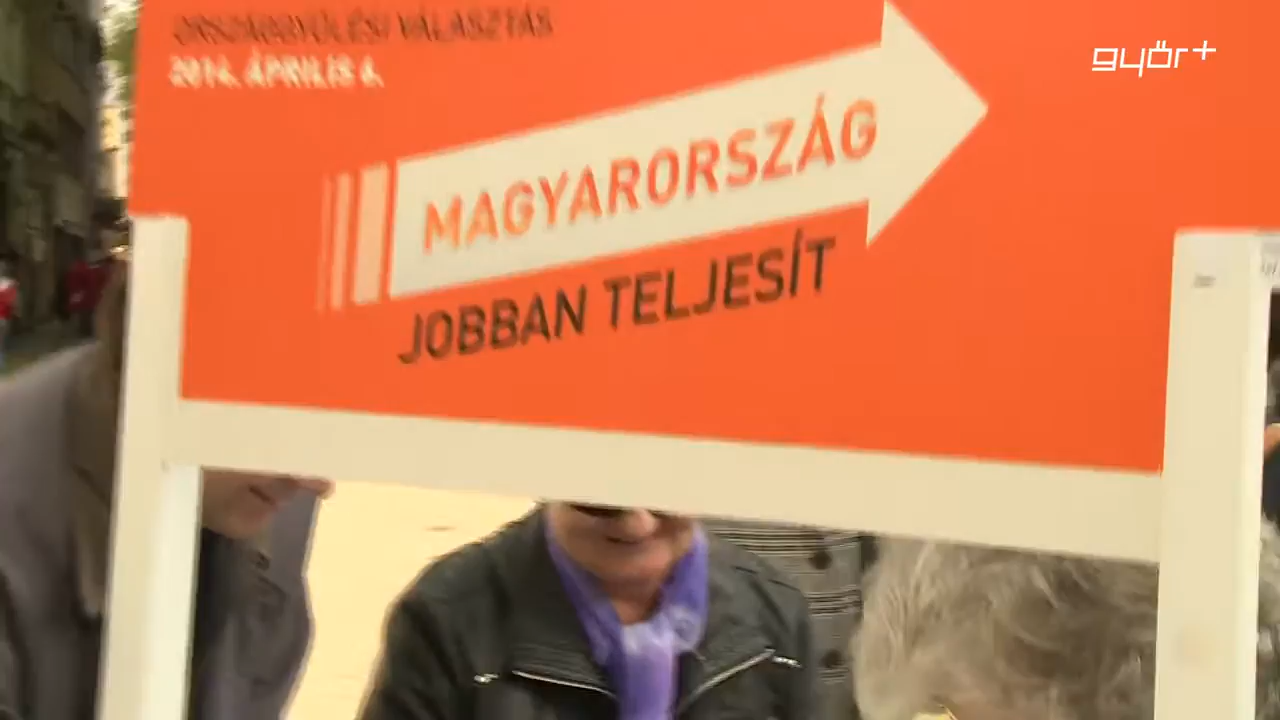 ORSZÁGGYŰLÉSI VÁLASZTÁS
2014. ÁPRILIS 6.
győr+
MAGYARORSZÁG
JOBBAN TELJESÍT